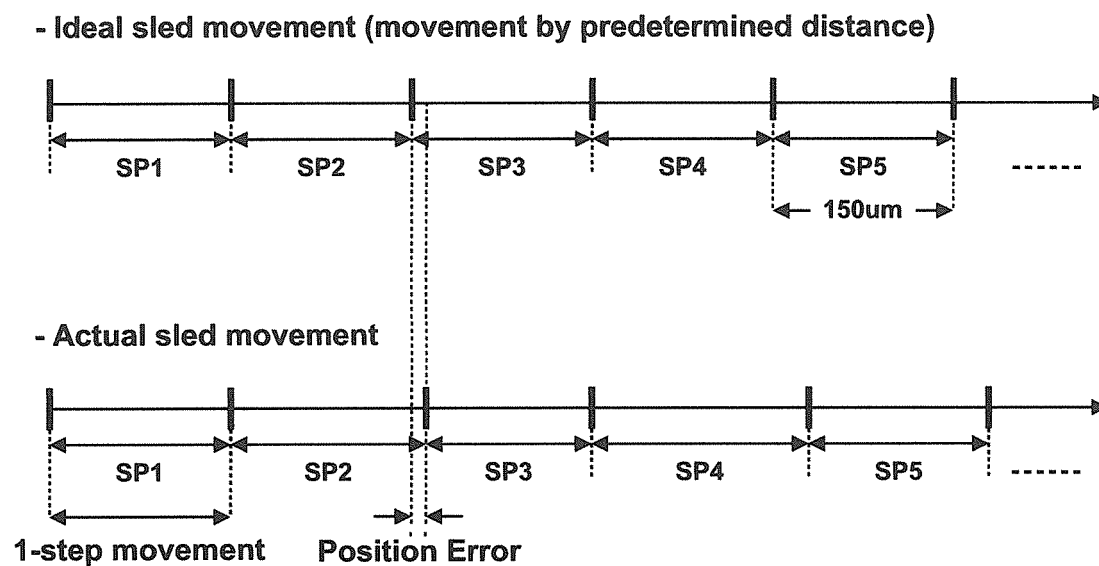 - Ideal sled movement (movement by predetermined distance)
SP1 SP2 SP3 SP4 SP5 ------
150um
- Actual sled movement
SP1 SP2 SP3 SP4 SP5 ------
1-step movement Position Error